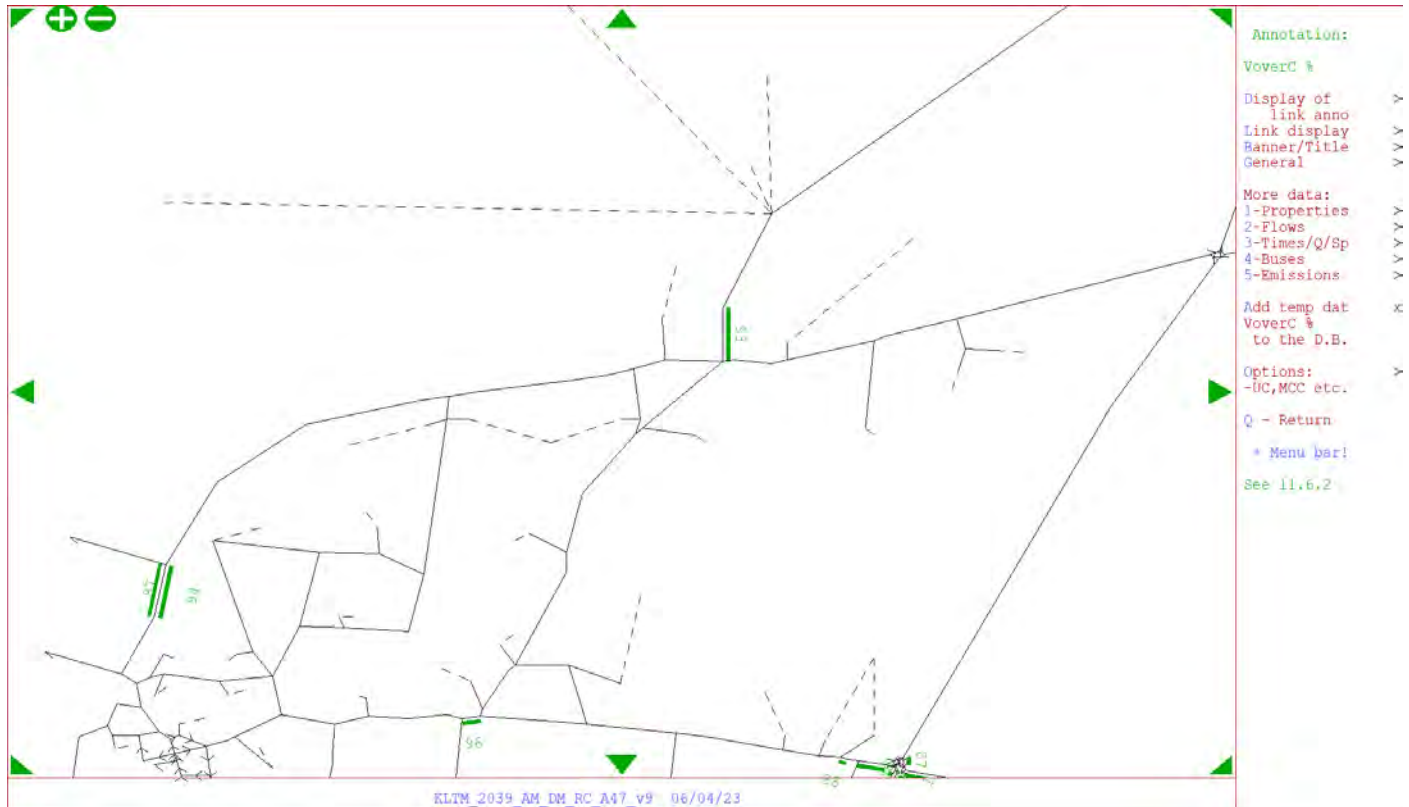 Annotation:
VoverC %
Display of >
link anno
Link display >
Banner/Title >
General >
More data:
1-Properties >
2-Flows >
3-Times/Q/Sp >
4-Buses >
5-Emissions >
Add temp dat x
VoverC %
to the D.B.
Options: >
-UC,MCC etc.
Q - Return
* Menu bar!
See 11.6.2
96
KLTM_2039_AM_DM_RC_A47_v9 06/04/23